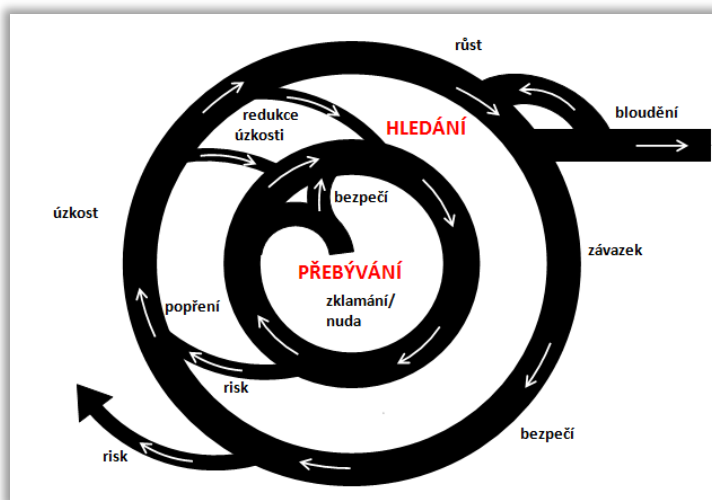 růst
bloudění
redukce
úzkosti
HLEDÁNÍ
bezpečí
úzkost
závazek
PŘEBÝVÁNÍ
zklamání/
nuda
popření
risk
bezpečí
risk